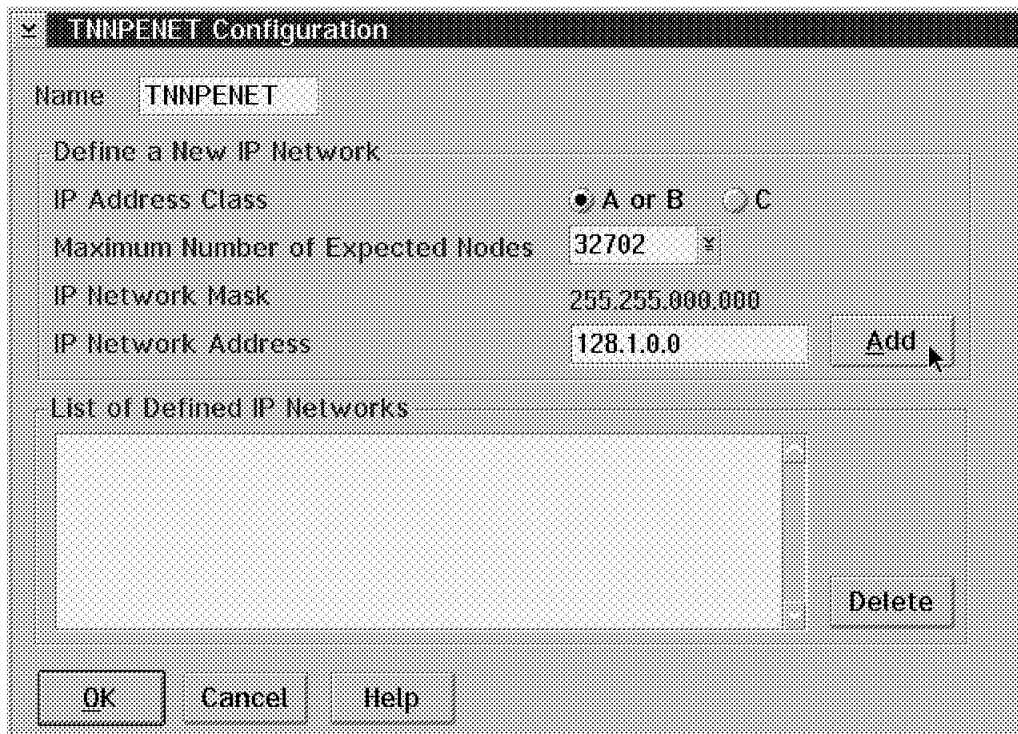 TNNPENET Configuration
Name TNNPENET
Define a New IP Network
IP Address Class A or B C
Maximum Number of Expected Nodes 32702
IP Network Mask 255.255.000.000
IP Network Address 128.1.0.0 Add
List of Defined IP Networks
Delete
OK Cancel Help